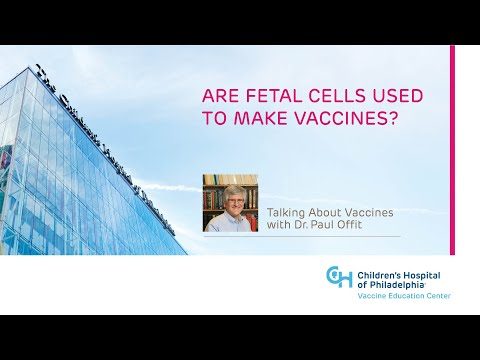 ARE FETAL CELLS USED
TO MAKE VACCINES?
Talking About Vaccines
with Dr. Paul Offit
CH Children's Hospital
of Philadelphia
Vaccine Education Center